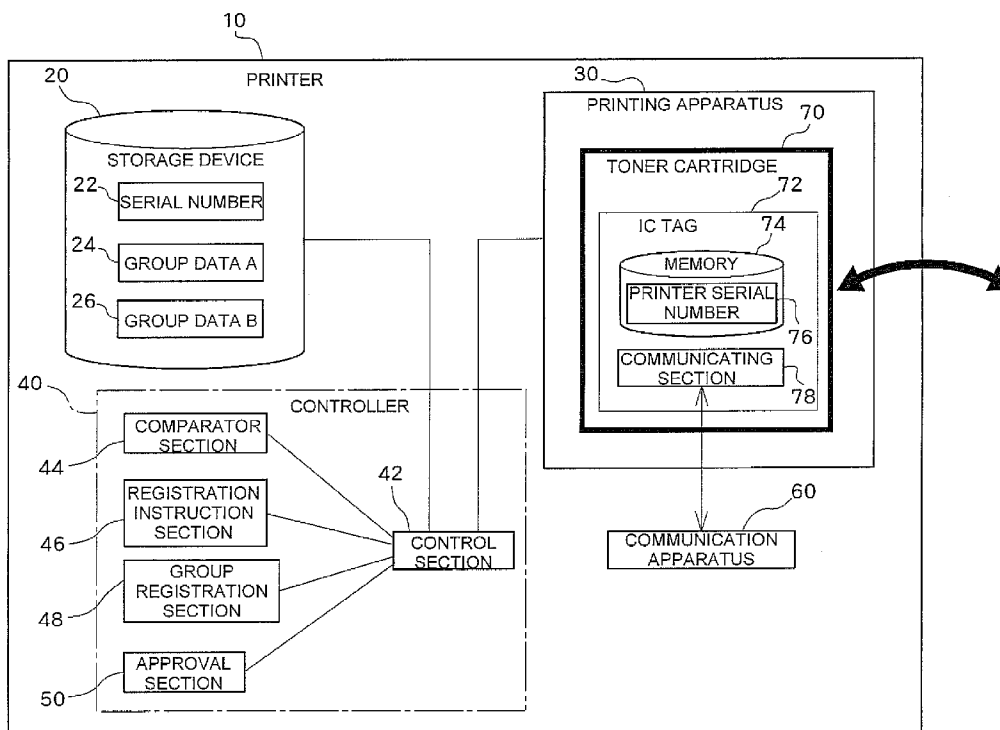 10
PRINTER
20
STORAGE DEVICE
22
SERIAL NUMBER
24
GROUP DATA A
26
GROUP DATA B
30
PRINTING APPARATUS
70
TONER CARTRIDGE
72
IC TAG
74
MEMORY
PRINTER SERIAL
NUMBER
76
COMMUNICATING
SECTION
78
40
CONTROLLER
COMPARATOR
SECTION
44
REGISTRATION
INSTRUCTION
SECTION
46
GROUP
REGISTRATION
SECTION
48
APPROVAL
SECTION
50
42
CONTROL
SECTION
60
COMMUNICATION
APPARATUS